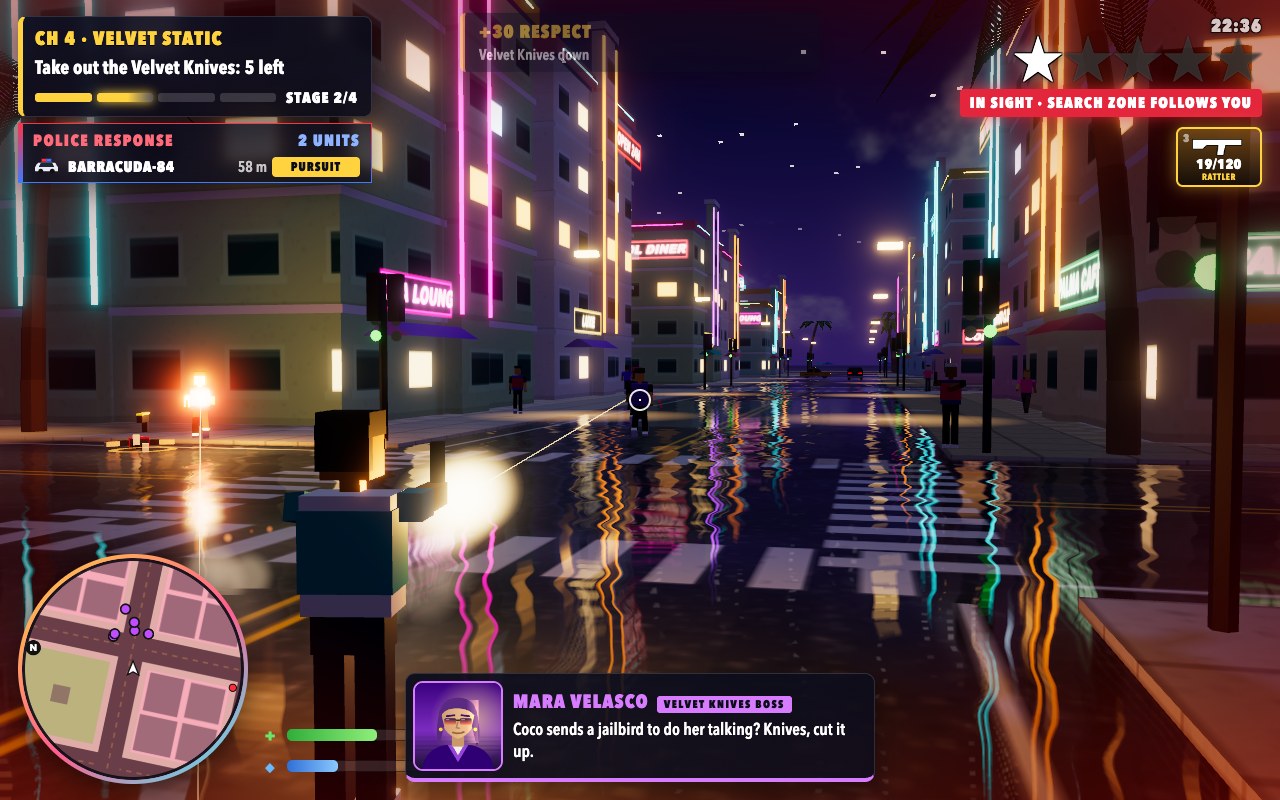 CH 4 · VELVET STATIC
Take out the Velvet Knives: 5 left
STAGE 2/4
POLICE RESPONSE
2 UNITS
BARRACUDA-84
58 m
PURSUIT
+30 RESPECT
Velvet Knives down
22:36
IN SIGHT · SEARCH ZONE FOLLOWS YOU
3
19/120
RATTLER
DINER
LOUNG
N
MARA VELASCO
VELVET KNIVES BOSS
Coco sends a jailbird to do her talking? Knives, cut it
up.